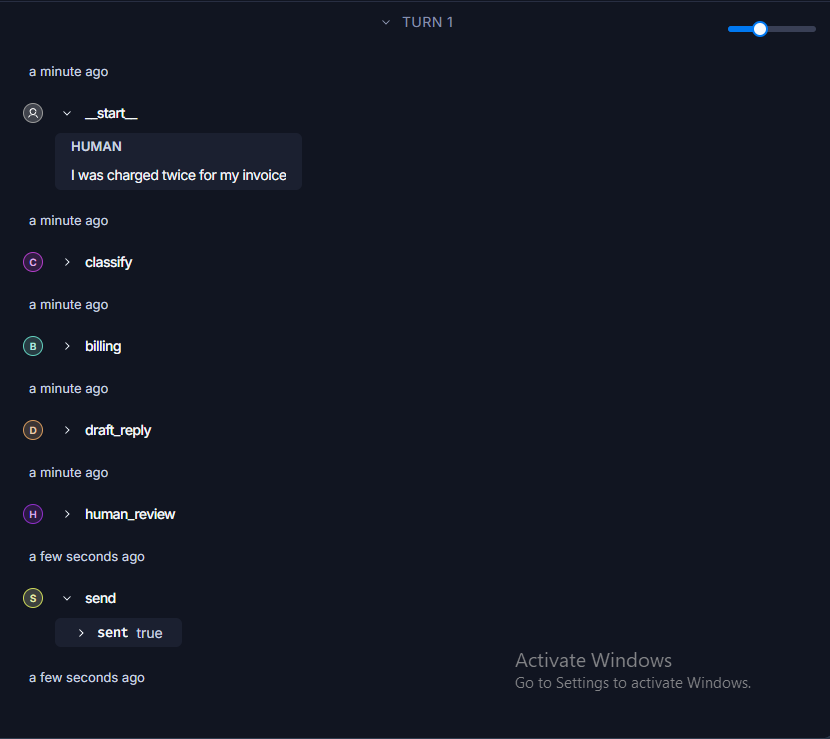 TURN 1
a minute ago
__start__
HUMAN
I was charged twice for my invoice
a minute ago
C classify
a minute ago
B billing
a minute ago
D draft_reply
a minute ago
H human_review
a few seconds ago
S send
sent true
a few seconds ago
Activate Windows
Go to Settings to activate Windows.